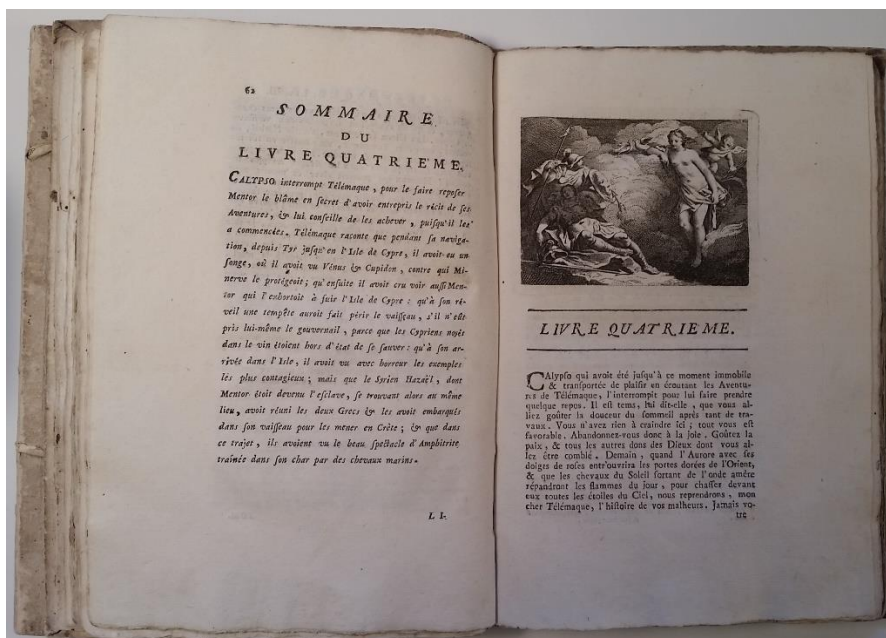 62
SOMMAIRE
DU
LIVRE QUATRIEME.
CALYPSO interrompt Télémaque, pour le faire reposer
Mentor le blâme en secret d'avoir entrepris le récit de ses
Aventures, & lui conseille de les achever, puisqu'il les
a commencées. Télémaque raconte que pendant sa naviga-
tion, depuis Tyr jusqu'en l'Isle de Cypre, il avoit eu un
songe, où il avoit vu Vénus & Cupidon, contre qui Mi-
nerve le protégeoit; qu'ensuite il avoit cru voir aussi Men-
tor qui l'exhortoit à fuir l'Isle de Cypre: qu'à son ré-
veil une tempête auroit fait périr le vaisseau, s'il n'eût
pris lui-même le gouvernail, parce que les Cypriens noyés
dans le vin étoient hors d'état de se sauver: qu'à son ar-
rivée dans l'Isle, il avoit vu avec horreur les exemples
les plus contagieux; mais que le Syrien Hazaël, dont
Mentor étoit devenu l'esclave, se trouvant alors au même
lieu, avoit réuni les deux Grecs & les avoit embarqués
dans son vaisseau pour les mener en Crète; & que dans
ce trajet, ils avoient vu le beau spectacle d'Amphitrite
traînée dans son char par des chevaux marins.
LI-
LIVRE QUATRIEME.
CAlypso qui avoit été jusqu'à ce moment immobile
& transportée de plaisir en écoutant les Aventu-
res de Télémaque, l'interrompit pour lui faire prendre
quelque repos. Il est tems, lui dit-elle, que vous al-
liez goûter la douceur du sommeil après tant de tra-
vaux. Vous n'avez rien à craindre ici; tout vous est
favorable. Abandonnez-vous donc à la joie. Goûtez la
paix, & tous les autres dons des Dieux dont vous al-
lez être comblé. Demain, quand l'Aurore avec ses
doigts de roses entr'ouvrira les portes dorées de l'Orient,
& que les chevaux du Soleil sortant de l'onde amère
répandront les flammes du jour, pour chasser devant
eux toutes les étoiles du Ciel, nous reprendrons, mon
cher Télémaque, l'histoire de vos malheurs. Jamais vo-
tre